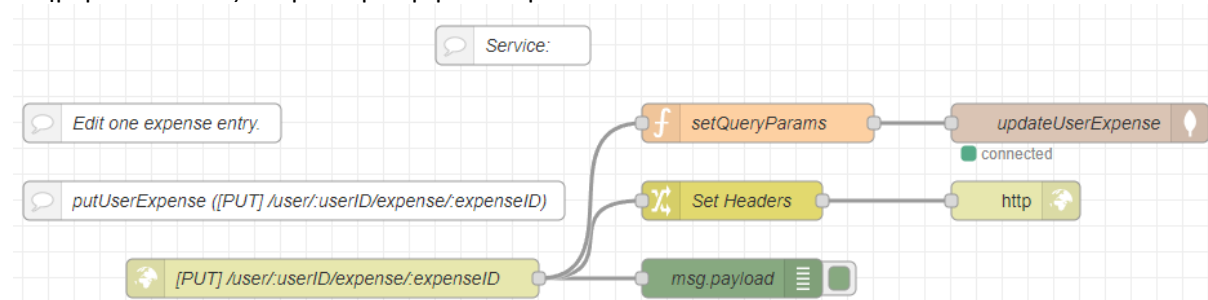 Service:
Edit one expense entry.
setQueryParams
updateUserExpense
connected
putUserExpense ([PUT] /user/:userID/expense/:expenseID)
Set Headers
http
[PUT] /user/:userID/expense/:expenseID
msg.payload